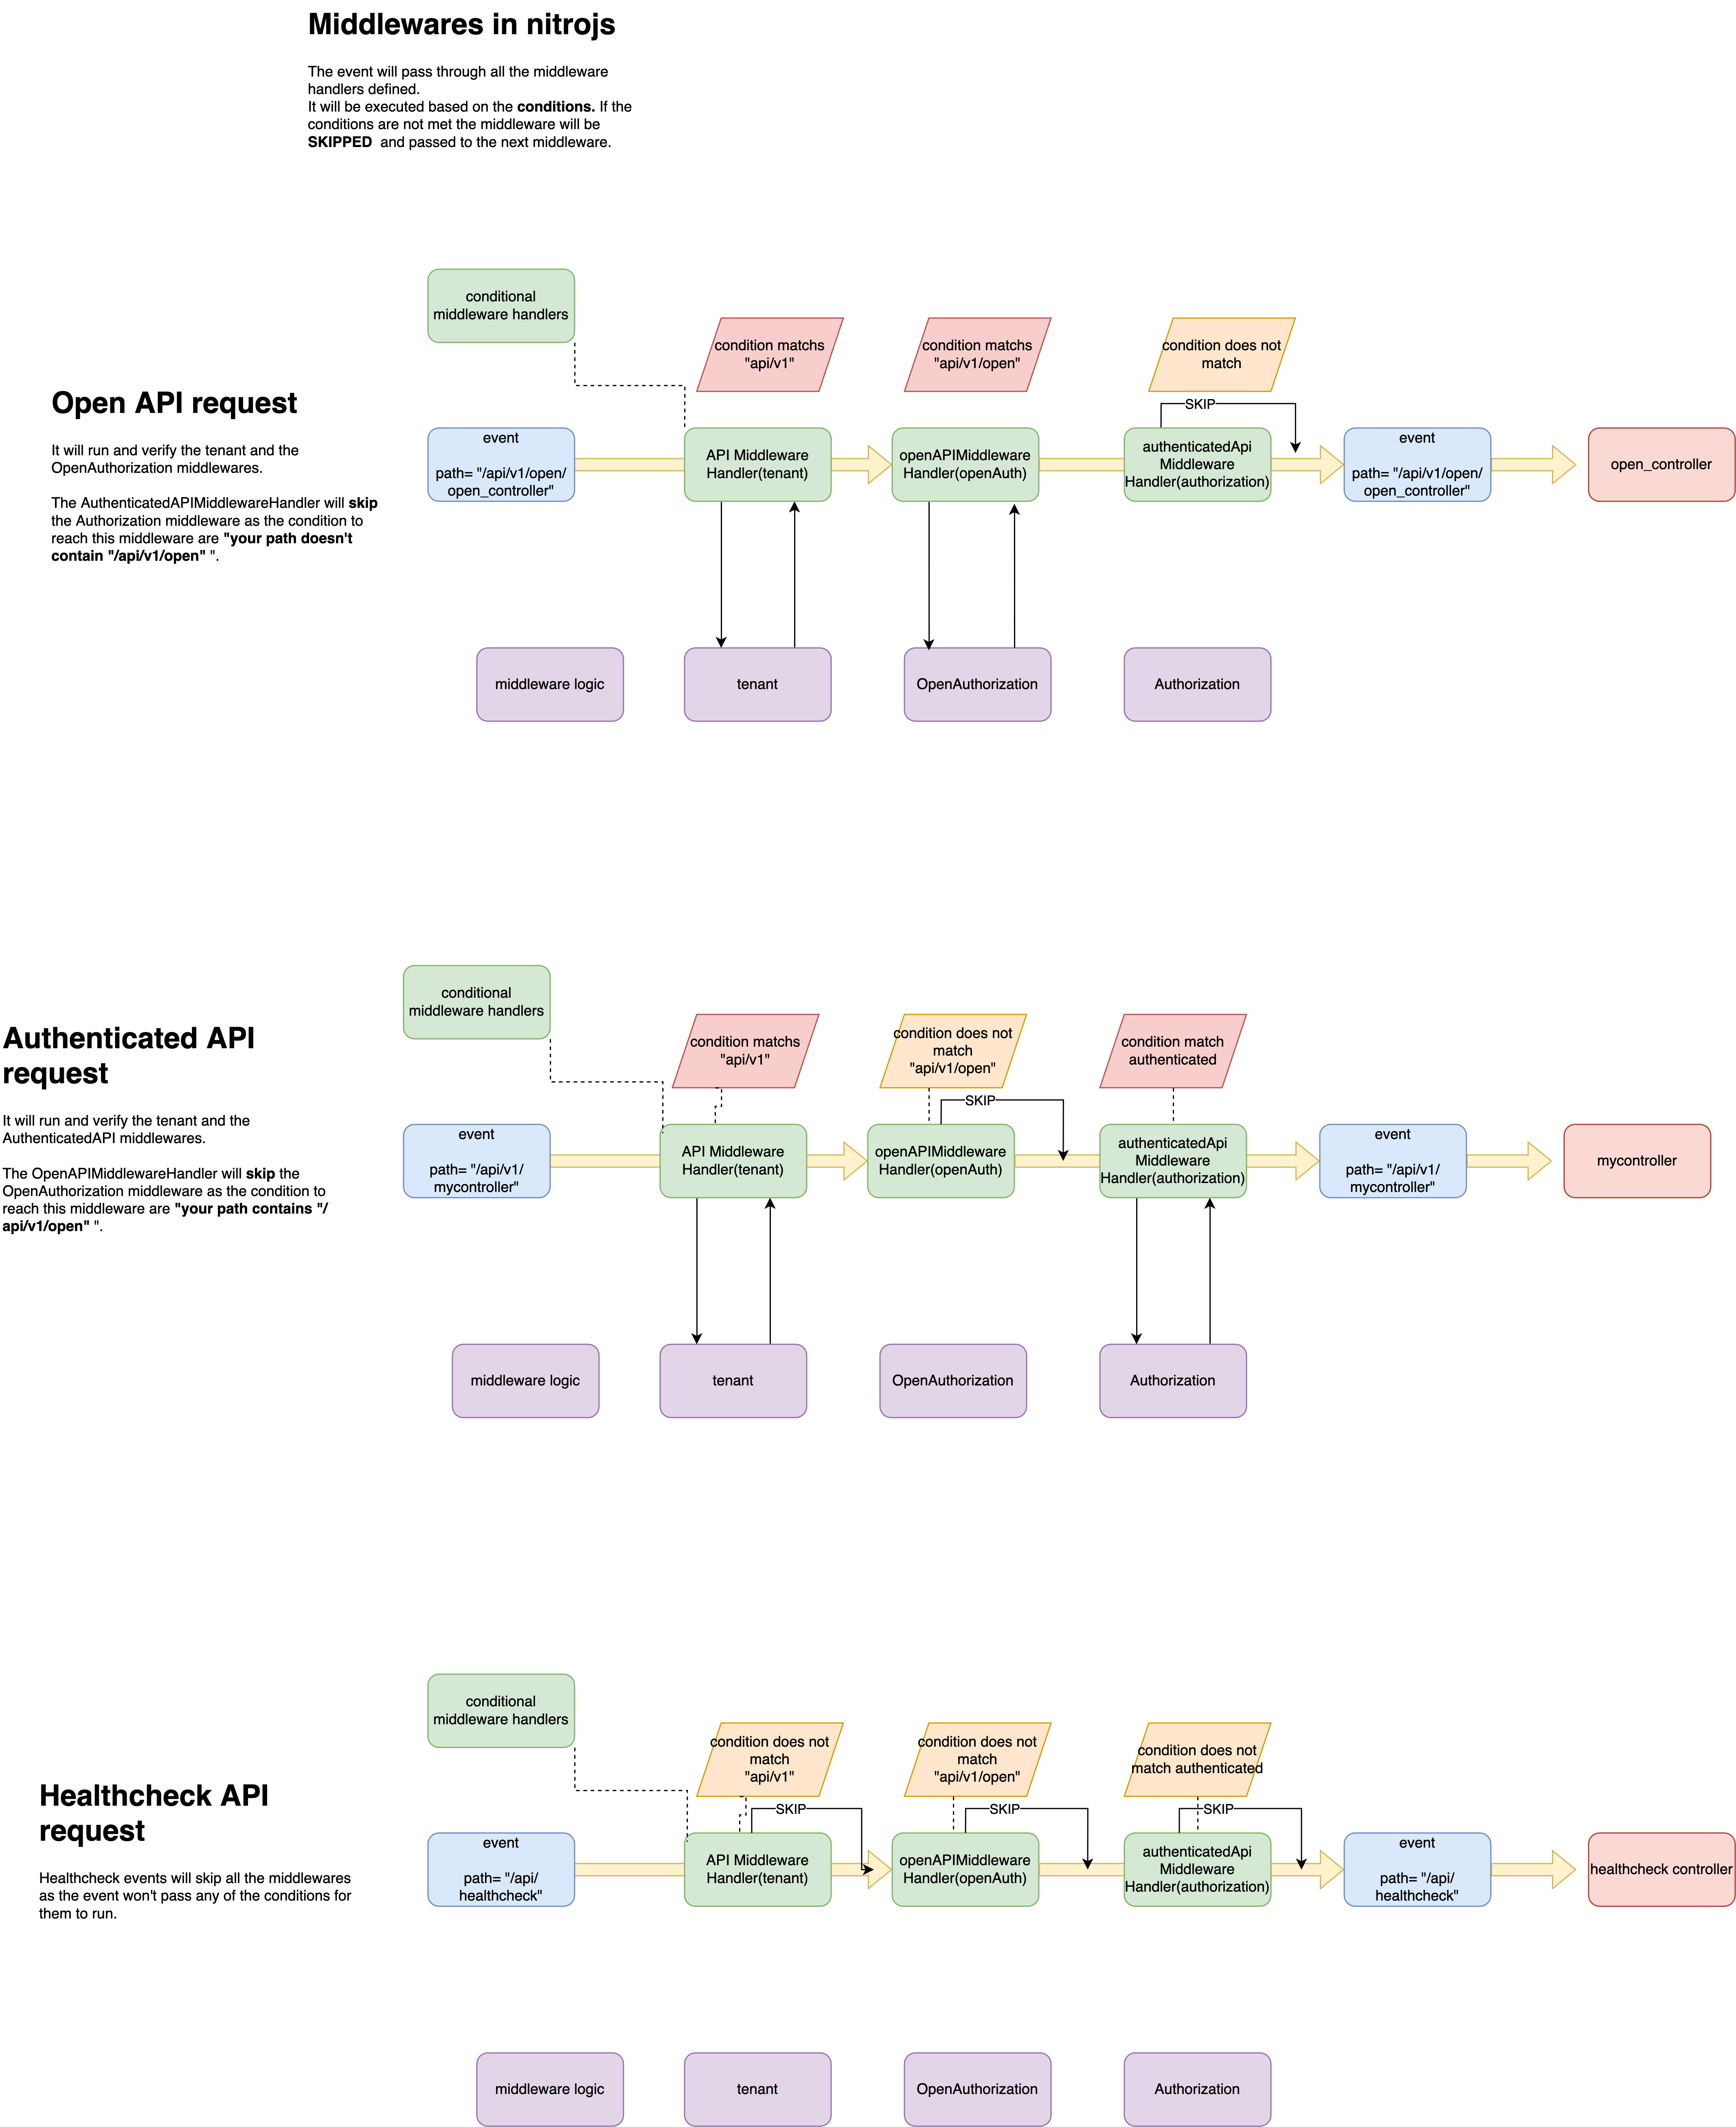 Middlewares in nitrojs
The event will pass through all the middleware
handlers defined.
It will be executed based on the conditions. If the
conditions are not met the middleware will be
SKIPPED  and passed to the next middleware.
conditional
middleware handlers
condition matchs
"api/v1"
condition matchs
"api/v1/open"
condition does not
match
Open API request
It will run and verify the tenant and the
OpenAuthorization middlewares.
The AuthenticatedAPIMiddlewareHandler will skip
the Authorization middleware as the condition to
reach this middleware are "your path doesn't
contain "/api/v1/open" ".
SKIP
event
path= "/api/v1/open/
open_controller"
API Middleware
Handler(tenant)
openAPIMiddleware
Handler(openAuth)
authenticatedApi
Middleware
Handler(authorization)
event
path= "/api/v1/open/
open_controller"
open_controller
middleware logic
tenant
OpenAuthorization
Authorization
conditional
middleware handlers
condition matchs
"api/v1"
condition does not
match
"api/v1/open"
condition match
authenticated
Authenticated API
request
It will run and verify the tenant and the
AuthenticatedAPI middlewares.
The OpenAPIMiddlewareHandler will skip the
OpenAuthorization middleware as the condition to
reach this middleware are "your path contains "/
api/v1/open" ".
SKIP
event
path= "/api/v1/
mycontroller"
API Middleware
Handler(tenant)
openAPIMiddleware
Handler(openAuth)
authenticatedApi
Middleware
Handler(authorization)
event
path= "/api/v1/
mycontroller"
mycontroller
middleware logic
tenant
OpenAuthorization
Authorization
conditional
middleware handlers
condition does not
match
"api/v1"
condition does not
match
"api/v1/open"
condition does not
match authenticated
Healthcheck API
request
Healthcheck events will skip all the middlewares
as the event won't pass any of the conditions for
them to run.
SKIP
SKIP
SKIP
event
path= "/api/
healthcheck"
API Middleware
Handler(tenant)
openAPIMiddleware
Handler(openAuth)
authenticatedApi
Middleware
Handler(authorization)
event
path= "/api/
healthcheck"
healthcheck controller
middleware logic
tenant
OpenAuthorization
Authorization